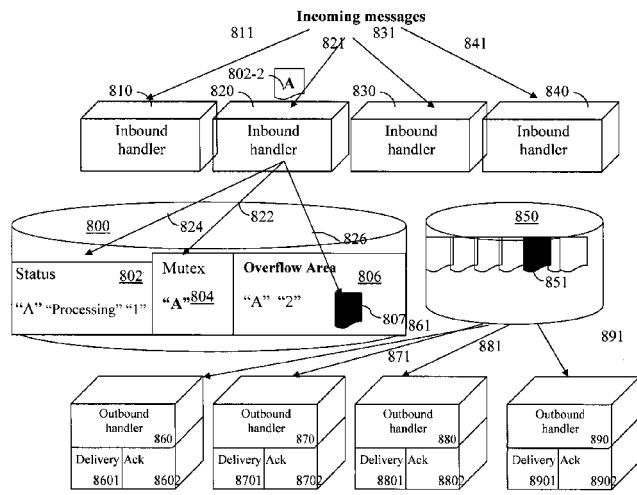 Incoming messages
811
821
831
841
802-2
A
810
820
830
840
Inbound handler
Inbound handler
Inbound handler
Inbound handler
800
824
822
826
850
Status 802
"A" "Processing" "1"
Mutex
"A" 804
Overflow Area
806
"A" "2"
807
851
861
871
881
891
Outbound handler 860
Outbound handler 870
Outbound handler 880
Outbound handler 890
Delivery 8601
Ack 8602
Delivery 8701
Ack 8702
Delivery 8801
Ack 8802
Delivery 8901
Ack 8902